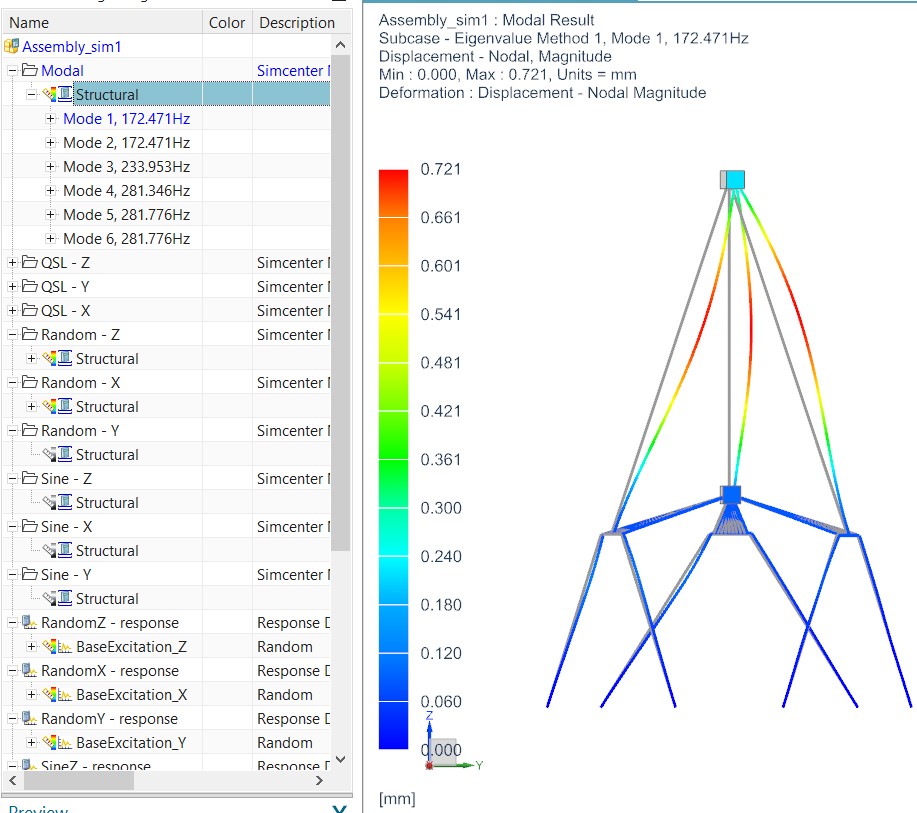 Name Color Description
Assembly_sim1
Modal Simcenter
Structural
Mode 1, 172.471Hz
Mode 2, 172.471Hz
Mode 3, 233.953Hz
Mode 4, 281.346Hz
Mode 5, 281.776Hz
Mode 6, 281.776Hz
QSL - Z Simcenter
QSL - Y Simcenter
QSL - X Simcenter
Random - Z Simcenter
Structural
Random - X Simcenter
Structural
Random - Y Simcenter
Structural
Sine - Z Simcenter
Structural
Sine - X Simcenter
Structural
Sine - Y Simcenter
Structural
RandomZ - response Response
BaseExcitation_Z Random
RandomX - response Response
BaseExcitation_X Random
RandomY - response Response
BaseExcitation_Y Random
SineZ - response Response
Preview
Assembly_sim1 : Modal Result
Subcase - Eigenvalue Method 1, Mode 1, 172.471Hz
Displacement - Nodal, Magnitude
Min : 0.000, Max : 0.721, Units = mm
Deformation : Displacement - Nodal Magnitude
0.721
0.661
0.601
0.541
0.481
0.421
0.361
0.300
0.240
0.180
0.120
0.060
Z
0.000
Y
[mm]